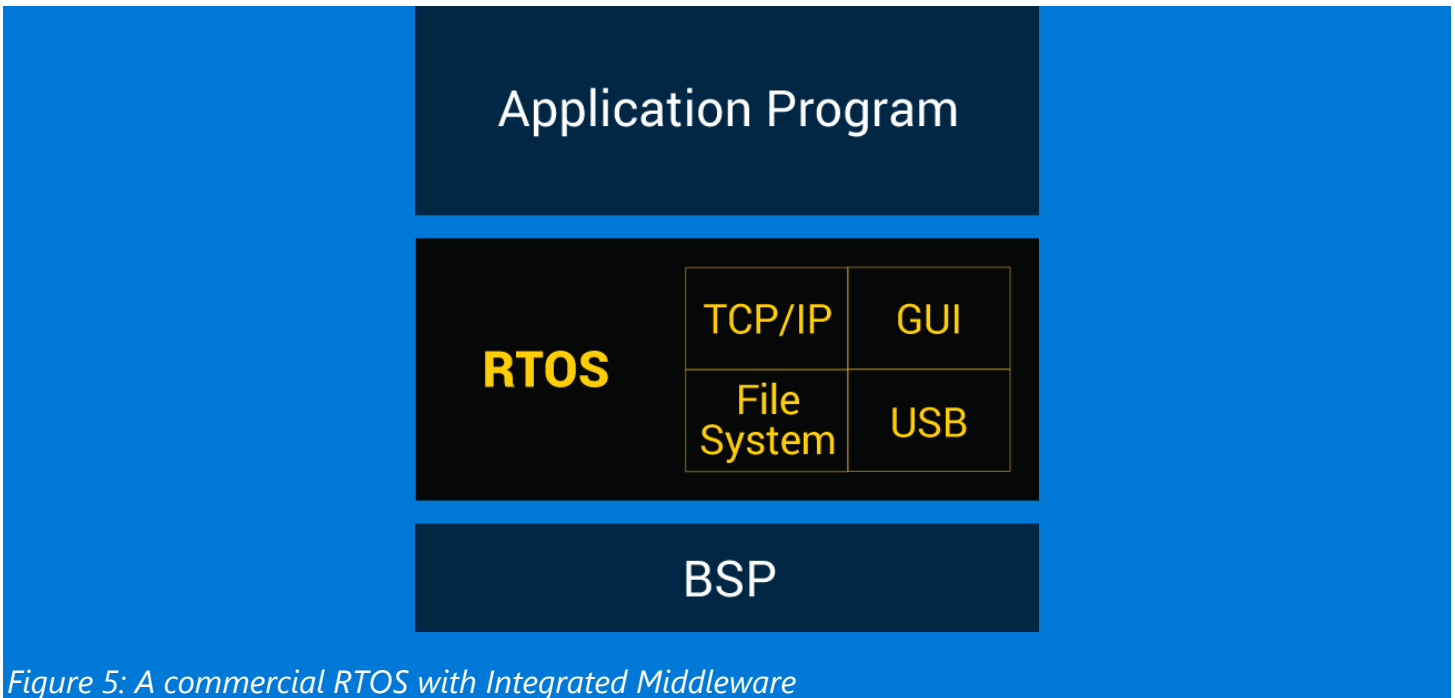 Application Program
RTOS
TCP/IP
GUI
File
System
USB
BSP
Figure 5: A commercial RTOS with Integrated Middleware